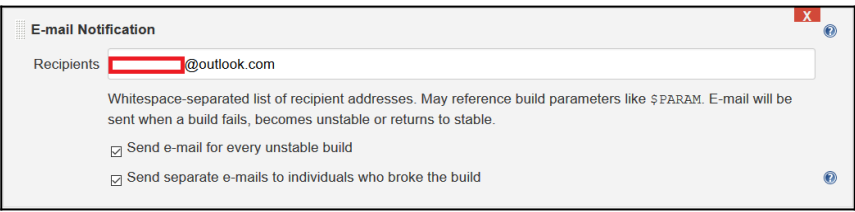 X
E-mail Notification
Recipients @outlook.com
Whitespace-separated list of recipient addresses. May reference build parameters like $PARAM. E-mail will be
sent when a build fails, becomes unstable or returns to stable.
Send e-mail for every unstable build
Send separate e-mails to individuals who broke the build